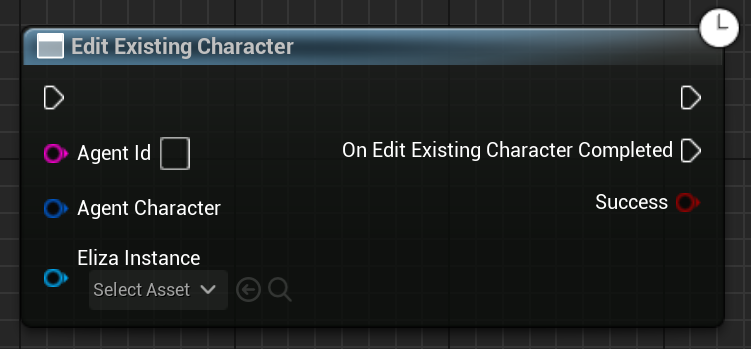 Edit Existing Character
Agent Id
On Edit Existing Character Completed
Agent Character
Success
Eliza Instance
Select Asset